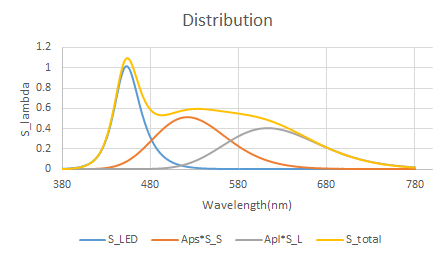 Distribution
1.2
1
0.8
0.6
0.4
0.2
0
S_lambda
380 480 580 680 780
Wavelength(nm)
S_LED Aps*S_S Apl*S_L S_total